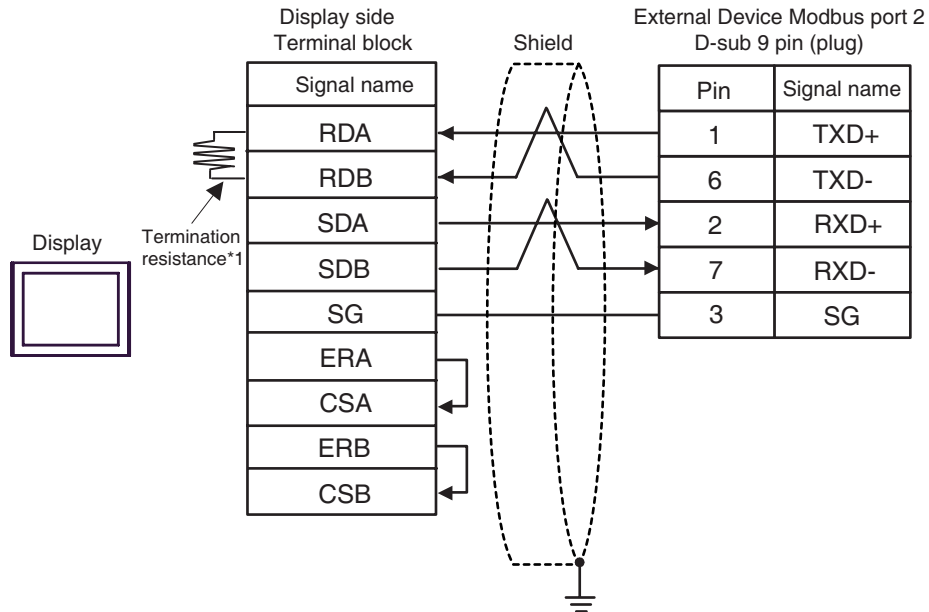 Display side
Terminal block
Shield
External Device Modbus port 2
D-sub 9 pin (plug)
Signal name
Pin
Signal name
RDA
1
TXD+
RDB
6
TXD-
SDA
2
RXD+
SDB
7
RXD-
SG
3
SG
ERA
CSA
ERB
CSB
Display
Termination
resistance*1